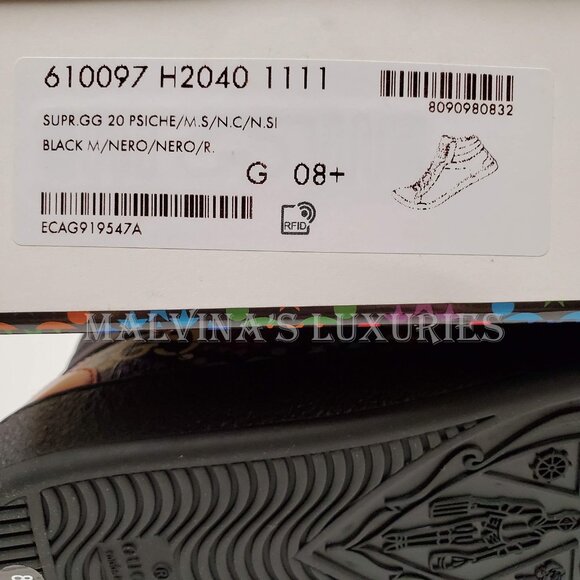 610097 H2040 1111
8090980832
SUPR.GG 20 PSICHE/M.S/N.C/N.SI
BLACK M/NERO/NERO/R.
G 08+
ECAG919547A
RFID
MALVINA'S LUXURIES